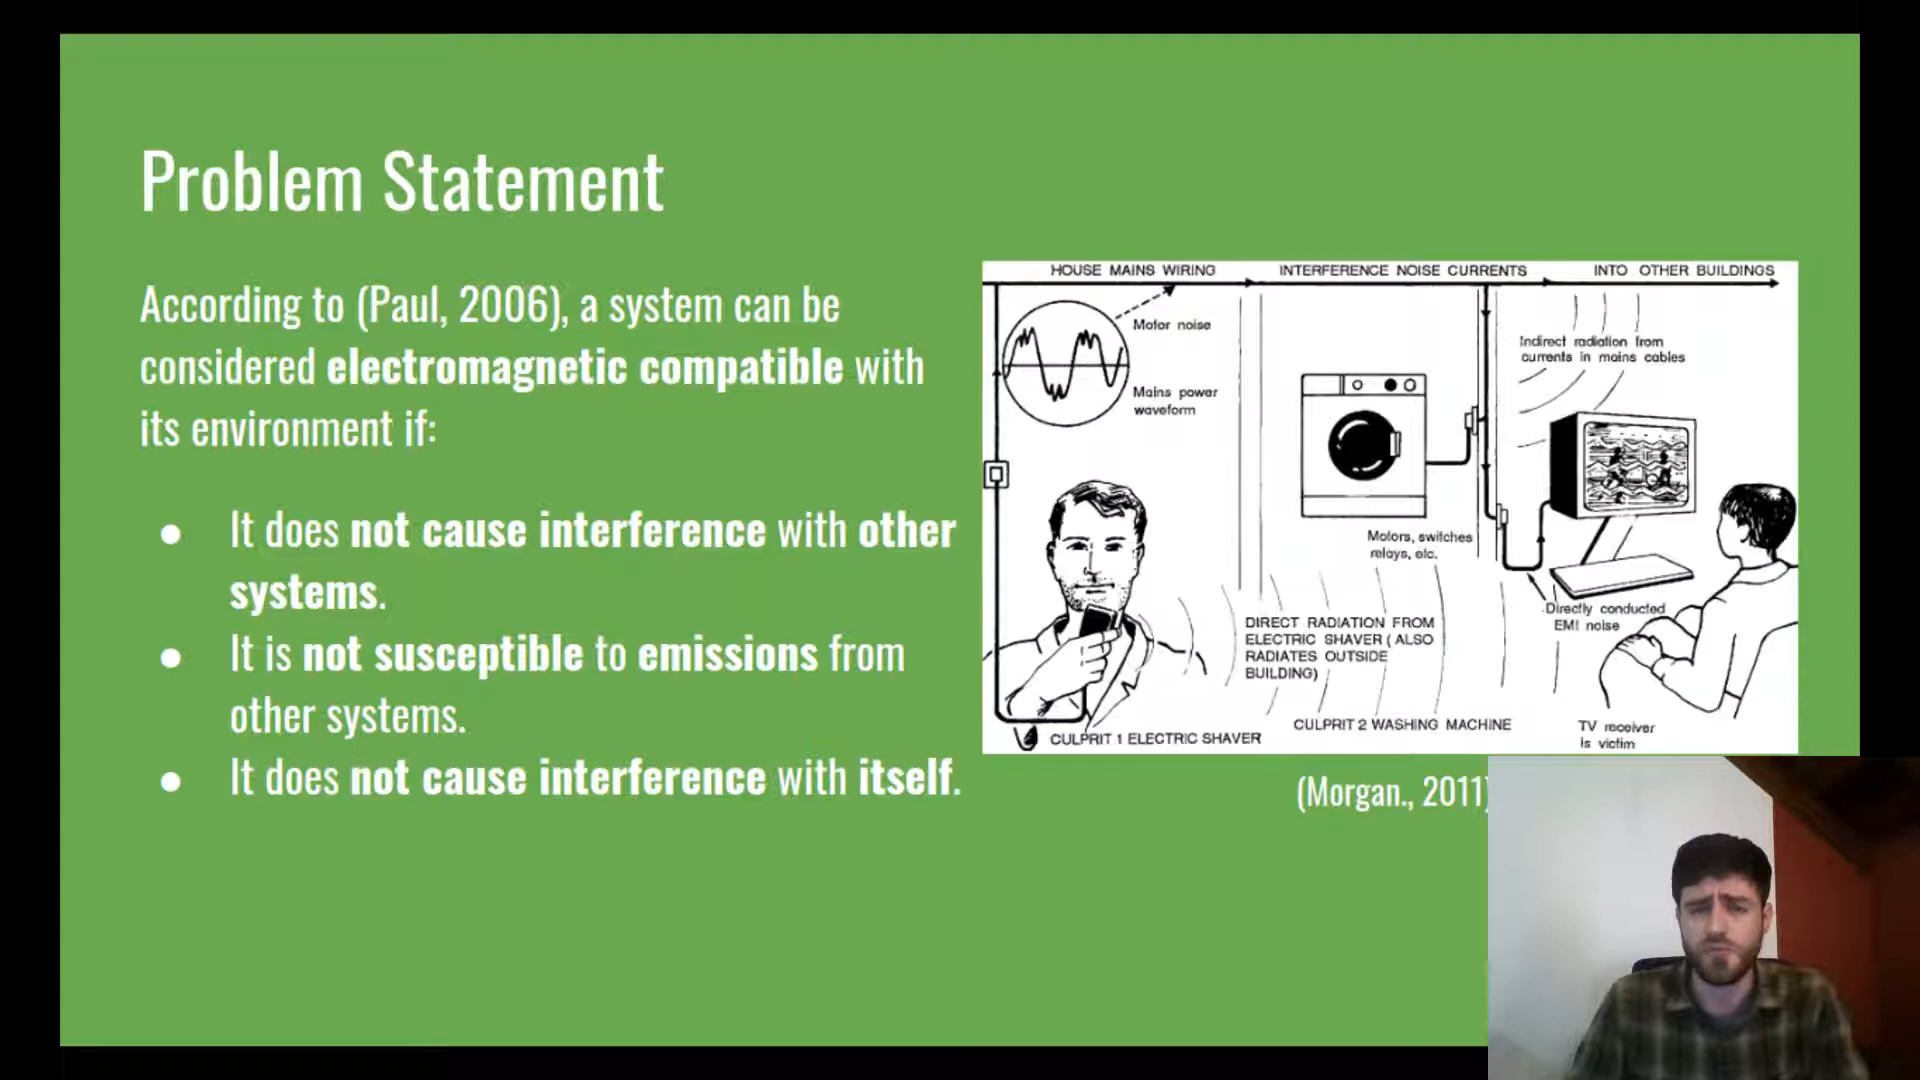 Problem Statement
According to (Paul, 2006), a system can be
considered electromagnetic compatible with
its environment if:
● It does not cause interference with other
systems.
● It is not susceptible to emissions from
other systems.
● It does not cause interference with itself.
HOUSE MAINS WIRING
INTERFERENCE NOISE CURRENTS
INTO OTHER BUILDINGS
Motor noise
Mains power
waveform
Indirect radiation from
currents in mains cables
Motors, switches
relays, etc.
Directly conducted
EMI noise
DIRECT RADIATION FROM
ELECTRIC SHAVER ( ALSO
RADIATES OUTSIDE
BUILDING)
CULPRIT 1 ELECTRIC SHAVER
CULPRIT 2 WASHING MACHINE
TV receiver
is victim
(Morgan., 2011)